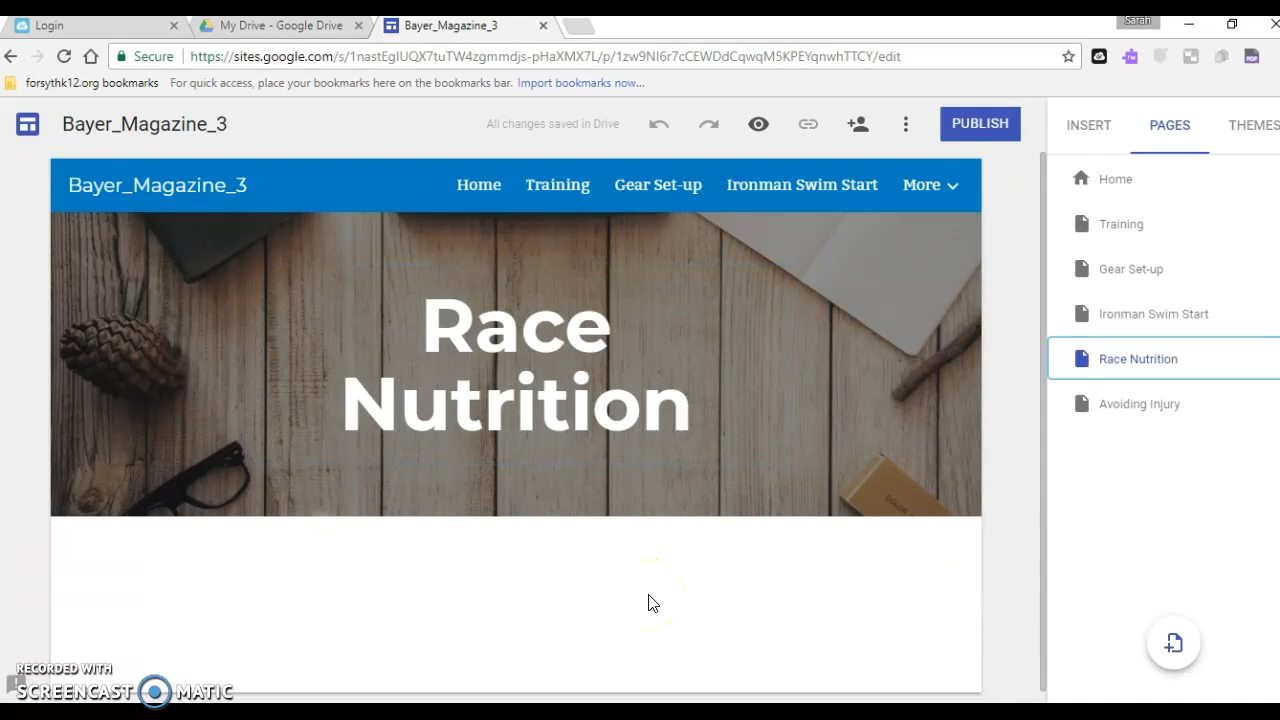 Login
My Drive - Google Drive
Bayer_Magazine_3
Sarah
Secure
https://sites.google.com/s/1nastEglUQX7tuTW4zgmmdjs-pHaXMX7L/p/1zw9NI6r7cCEWDdCqwqM5KPEYqnwhTTCY/edit
forsythk12.org bookmarks
For quick access, place your bookmarks here on the bookmarks bar. Import bookmarks now...
Bayer_Magazine_3
All changes saved in Drive
PUBLISH
INSERT
PAGES
THEMES
Bayer_Magazine_3
Home
Training
Gear Set-up
Ironman Swim Start
More
Race
Nutrition
Home
Training
Gear Set-up
Ironman Swim Start
Race Nutrition
Avoiding Injury
RECORDED WITH
SCREENCAST MATIC